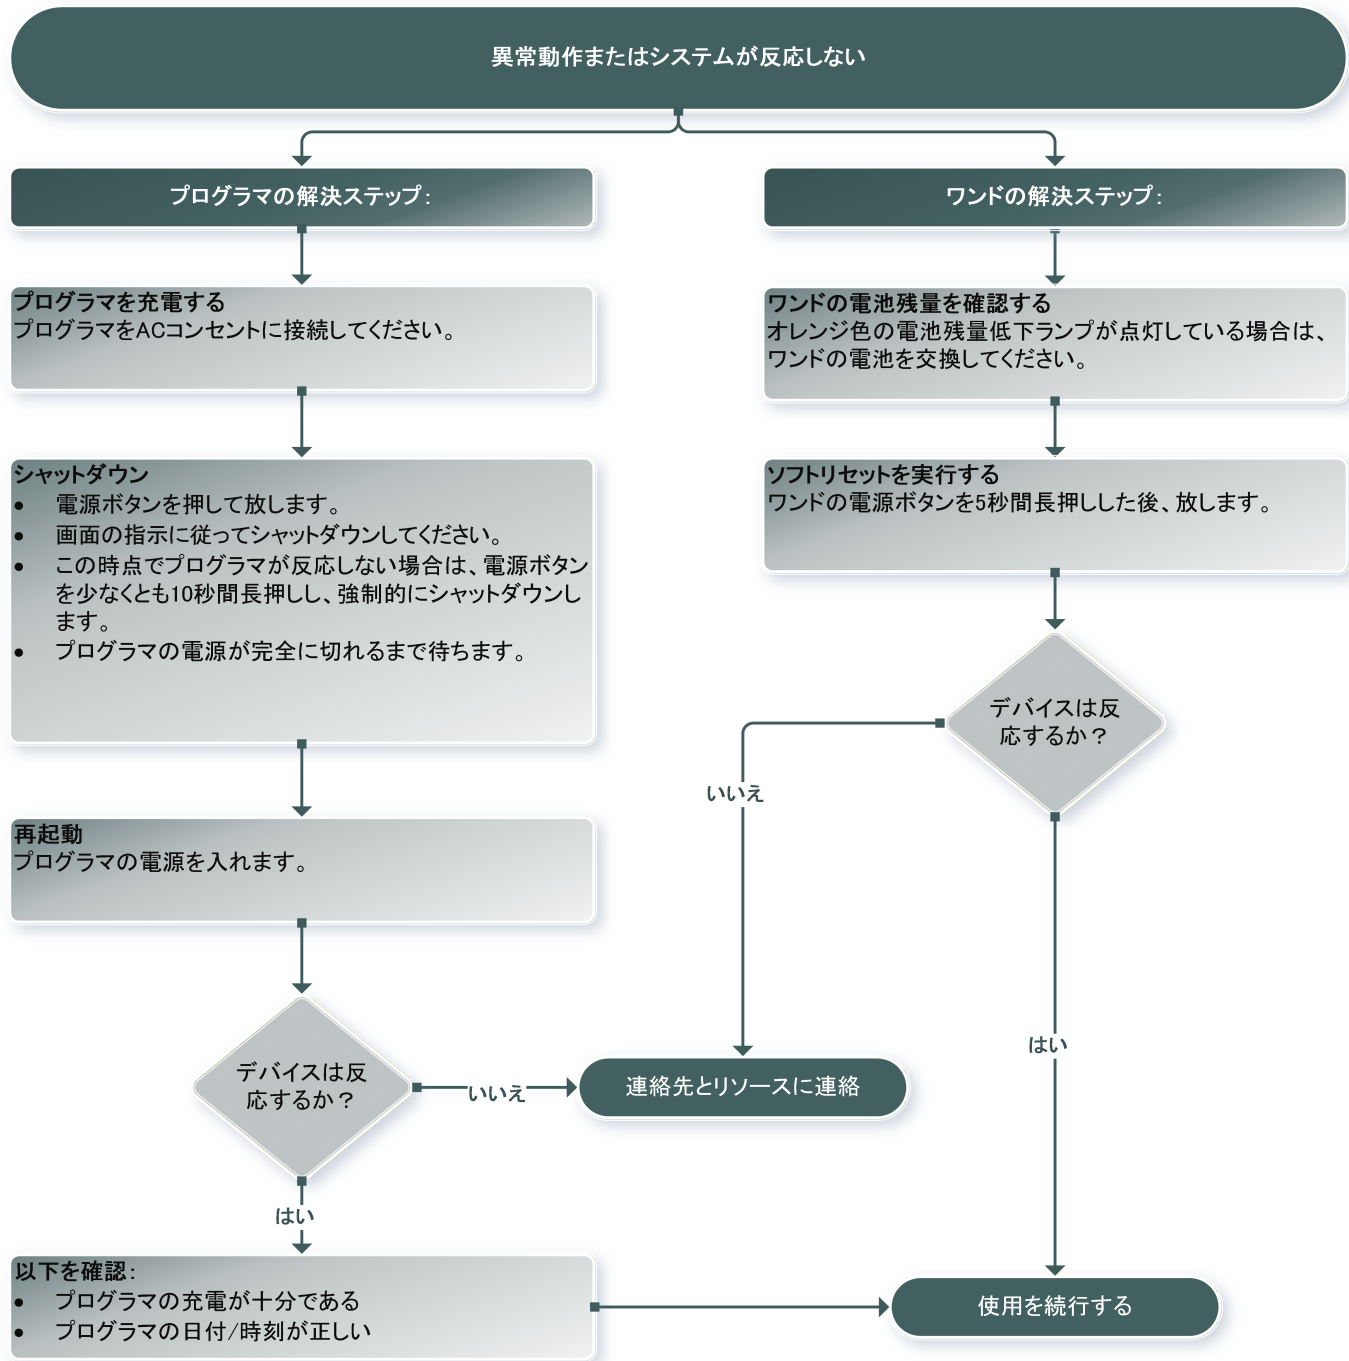 異常動作またはシステムが反応しない
プログラマの解決ステップ：
プログラマを充電する
プログラマをACコンセントに接続してください。
シャットダウン
• 電源ボタンを押して放します。
• 画面の指示に従ってシャットダウンしてください。
• この時点でプログラマが反応しない場合は、電源ボタン
を少なくとも10秒間長押しし、強制的にシャットダウンし
ます。
• プログラマの電源が完全に切れるまで待ちます。
再起動
プログラマの電源を入れます。
デバイスは反
応するか？
いいえ
はい
以下を確認：
• プログラマの充電が十分である
• プログラマの日付/時刻が正しい
ワンドの解決ステップ：
ワンドの電池残量を確認する
オレンジ色の電池残量低下ランプが点灯している場合は、
ワンドの電池を交換してください。
ソフトリセットを実行する
ワンドの電源ボタンを5秒間長押しした後、放します。
デバイスは反
応するか？
いいえ
はい
連絡先とリソースに連絡
使用を続行する